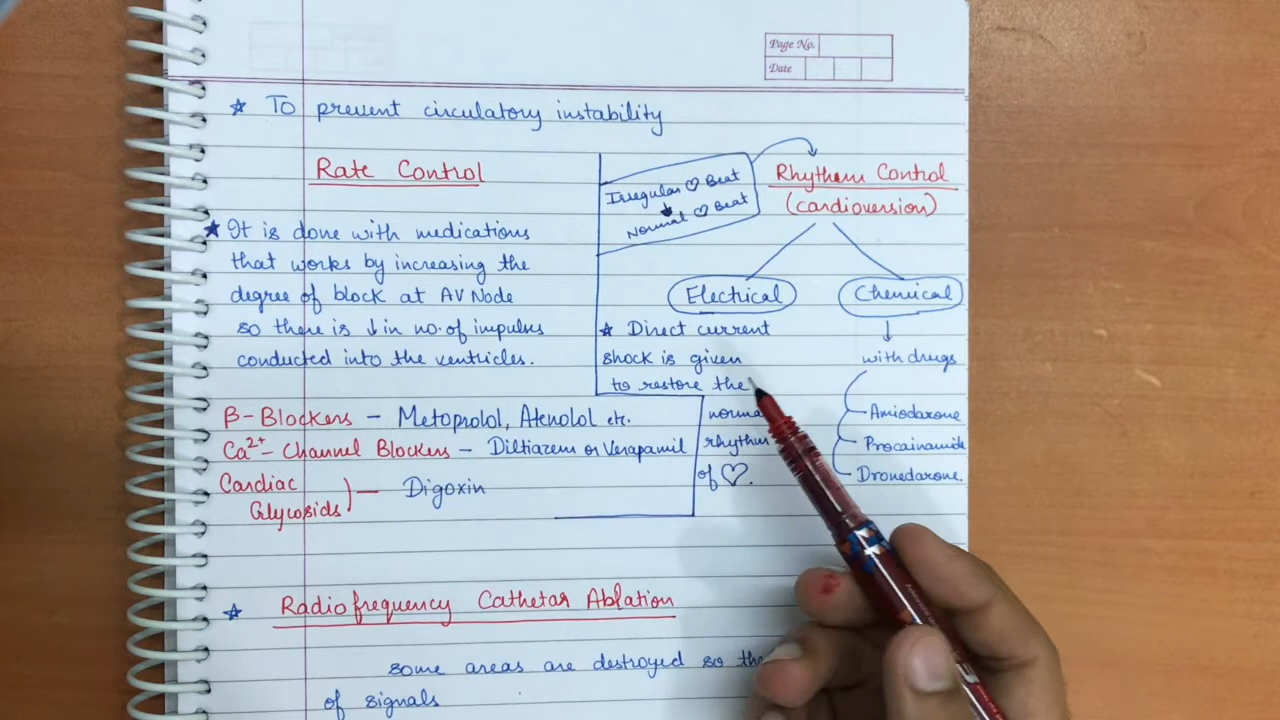 Page No.
Date
★ To prevent circulatory instability
Rate Control
★ It is done with medications
that works by increasing the
degree of block at AV Node
so there is ↓ in no. of impulses
conducted into the ventricles.
β-Blockers – Metoprolol, Atenolol etc.
Ca²⁺- Channel Blockers – Diltiazem or Verapamil
Cardiac
Glycosids ) – Digoxin
Irregular ♡ Beat
↓
Normal ♡ Beat
Rhythem Control
(cardioversion)
Electrical
★ Direct current
shock is given
to restore the
normal
rhythm
of ♡.
Chemical
↓
with drugs
Amiodarone
Procainamide
Dronedarone.
★ Radiofrequency Cathetar Ablation
some areas are destroyed so the
of signals